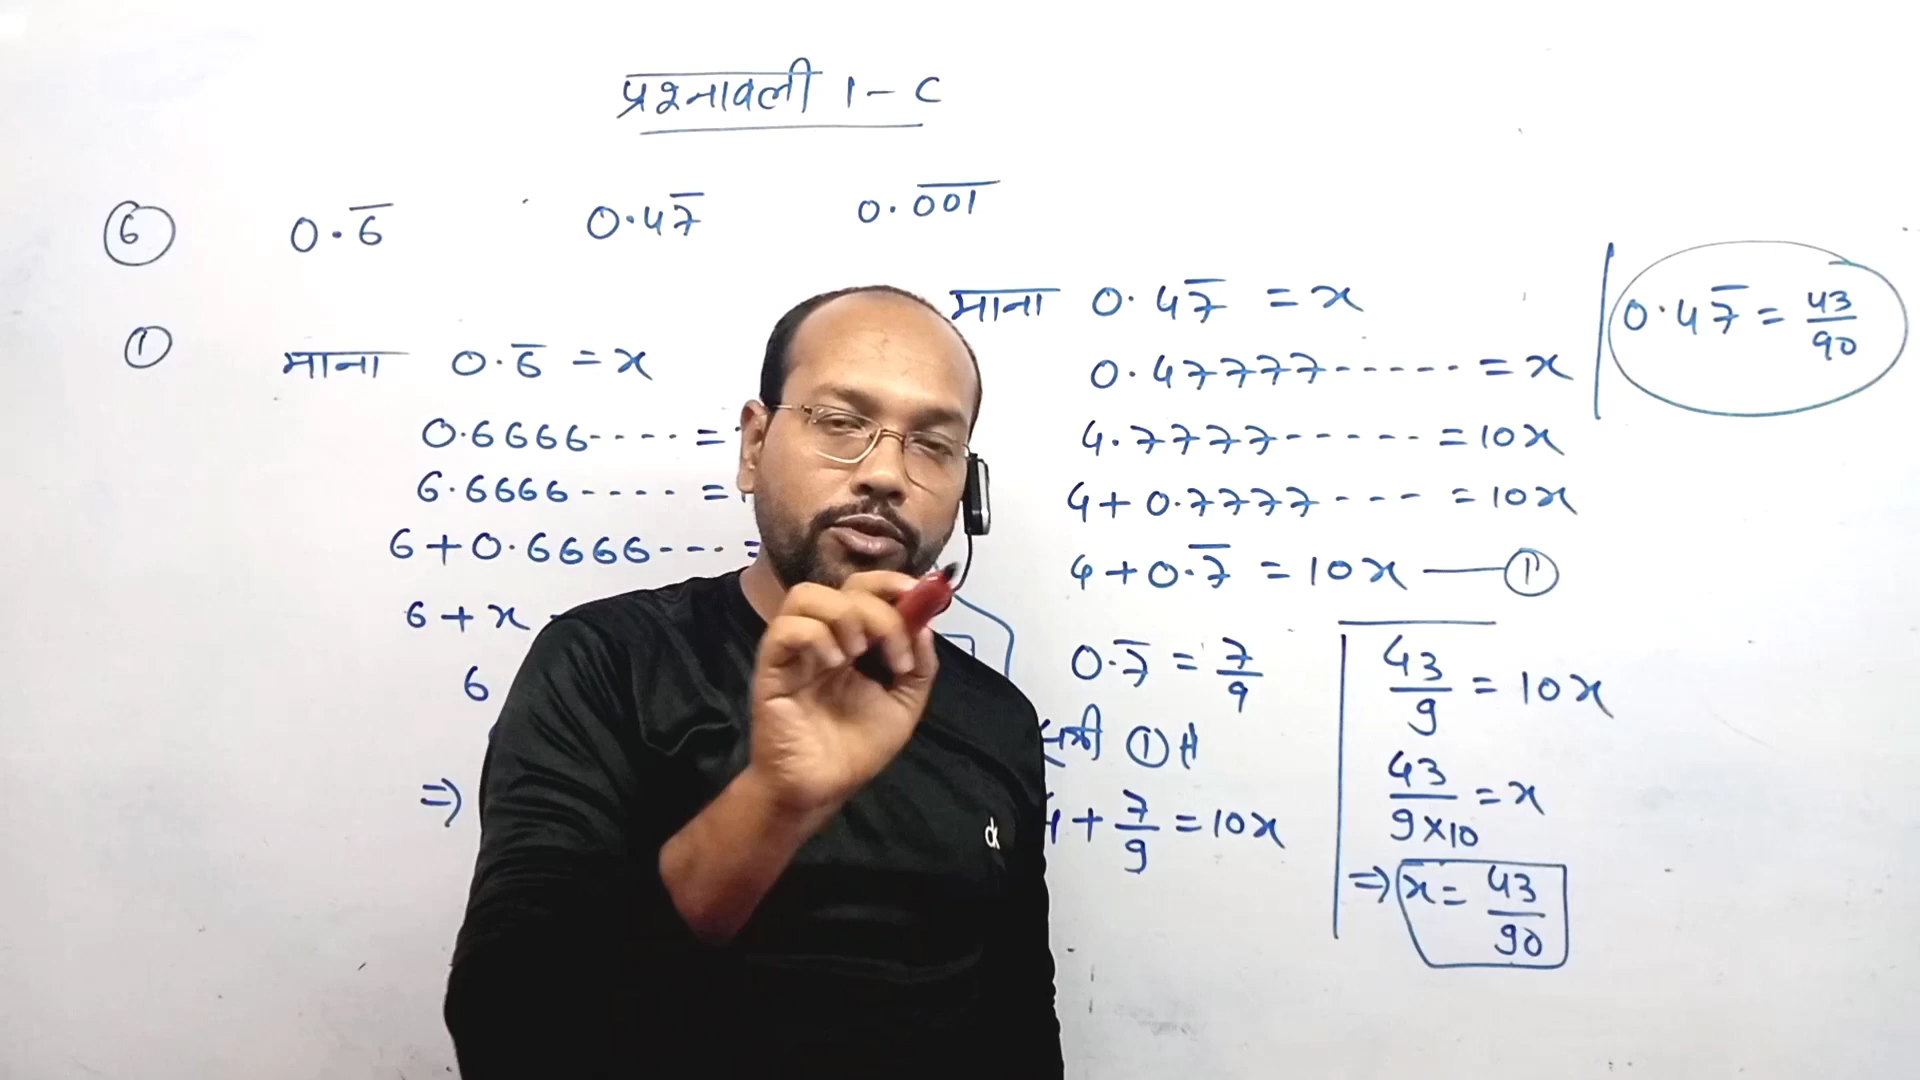 प्रश्नावली 1 - C
⑥ 0.6̅ 0.47̅ 0.0̅0̅1̅
①
माना 0.6̅ = x
0.6666---- =
6.6666---- =
6+0.6666--- =
6 + x
6
⇒
माना 0.47̅ = x
0.47777----- = x
4.7777----- = 10x
4+0.7777--- = 10x
4+0.7̅ = 10x — ①
0.7̅ = 7/9
① से
4 + 7/9 = 10x
43/9 = 10x
43/9×10 = x
⇒ x = 43/90
0.47̅ = 43/90
dk